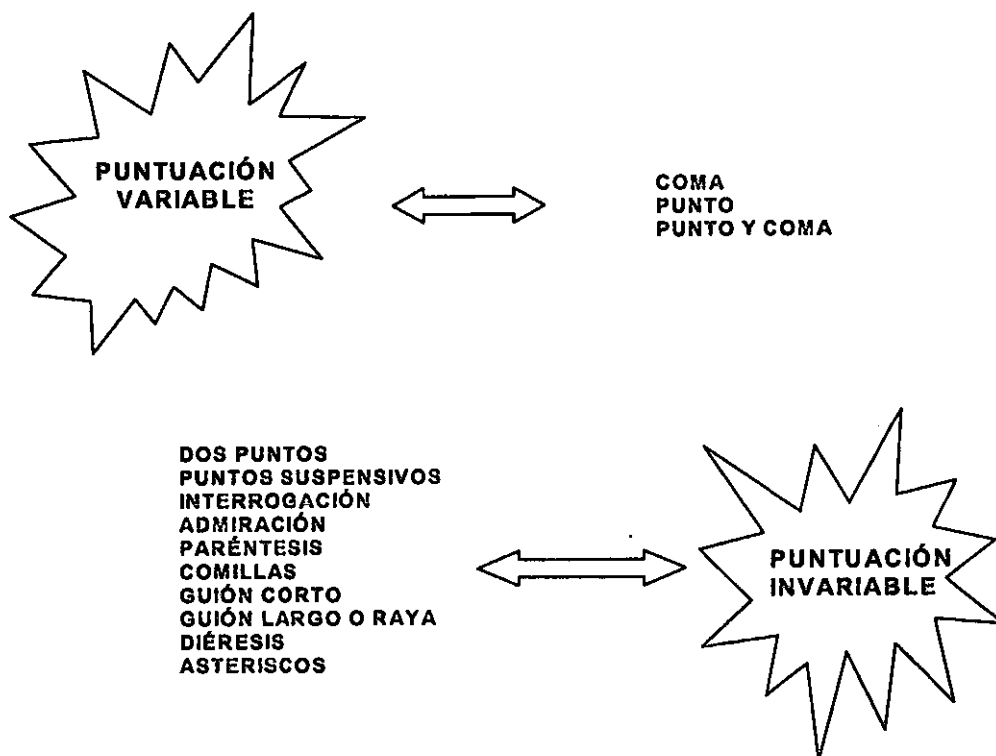 PUNTUACIÓN
VARIABLE
COMA
PUNTO
PUNTO Y COMA
DOS PUNTOS
PUNTOS SUSPENSIVOS
INTERROGACIÓN
ADMIRACIÓN
PARÉNTESIS
COMILLAS
GUIÓN CORTO
GUIÓN LARGO O RAYA
DIÉRESIS
ASTERISCOS
PUNTUACIÓN
INVARIABLE